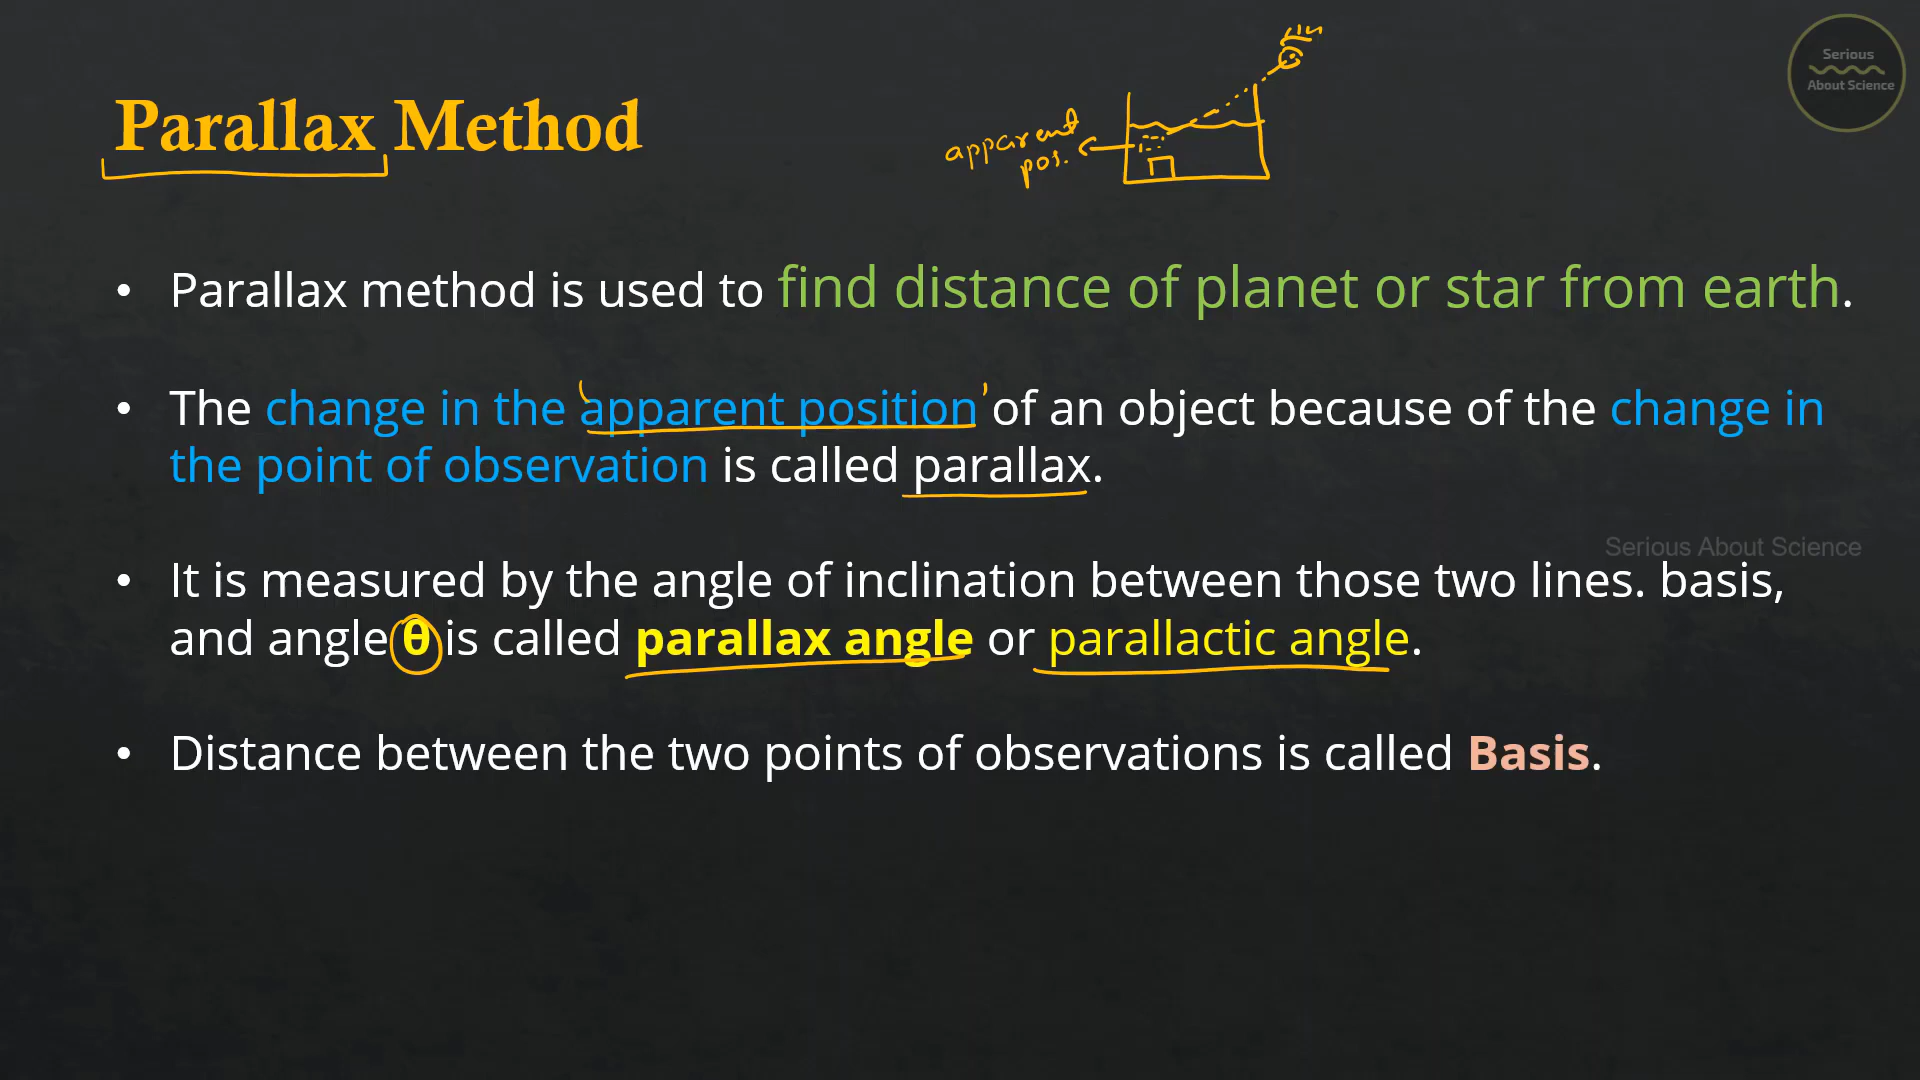 Serious
About Science
Parallax Method
apparent
pos.
• Parallax method is used to find distance of planet or star from earth.
• The change in the 'apparent position' of an object because of the change in
the point of observation is called parallax.
Serious About Science
• It is measured by the angle of inclination between those two lines. basis,
and angle θ is called parallax angle or parallactic angle.
• Distance between the two points of observations is called Basis.